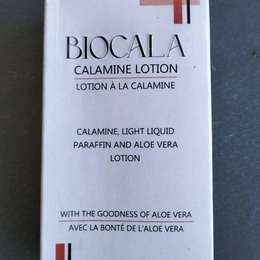 BIOCALA
CALAMINE LOTION
LOTION À LA CALAMINE
CALAMINE, LIGHT LIQUID
PARAFFIN AND ALOE VERA
LOTION
WITH THE GOODNESS OF ALOE VERA
AVEC LA BONTÉ DE L'ALOE VERA